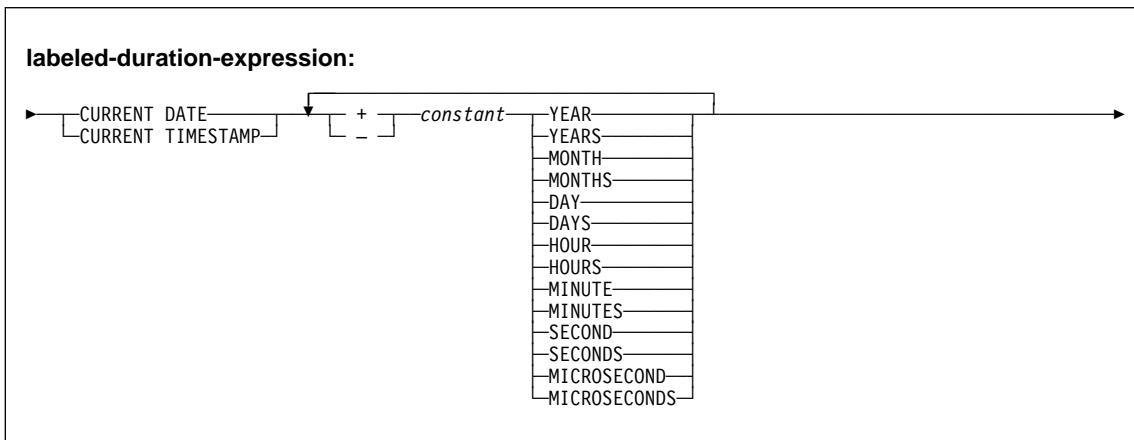 labeled-duration-expression:
CURRENT DATE + constant YEAR
CURRENT TIMESTAMP – YEARS
MONTH
MONTHS
DAY
DAYS
HOUR
HOURS
MINUTE
MINUTES
SECOND
SECONDS
MICROSECOND
MICROSECONDS